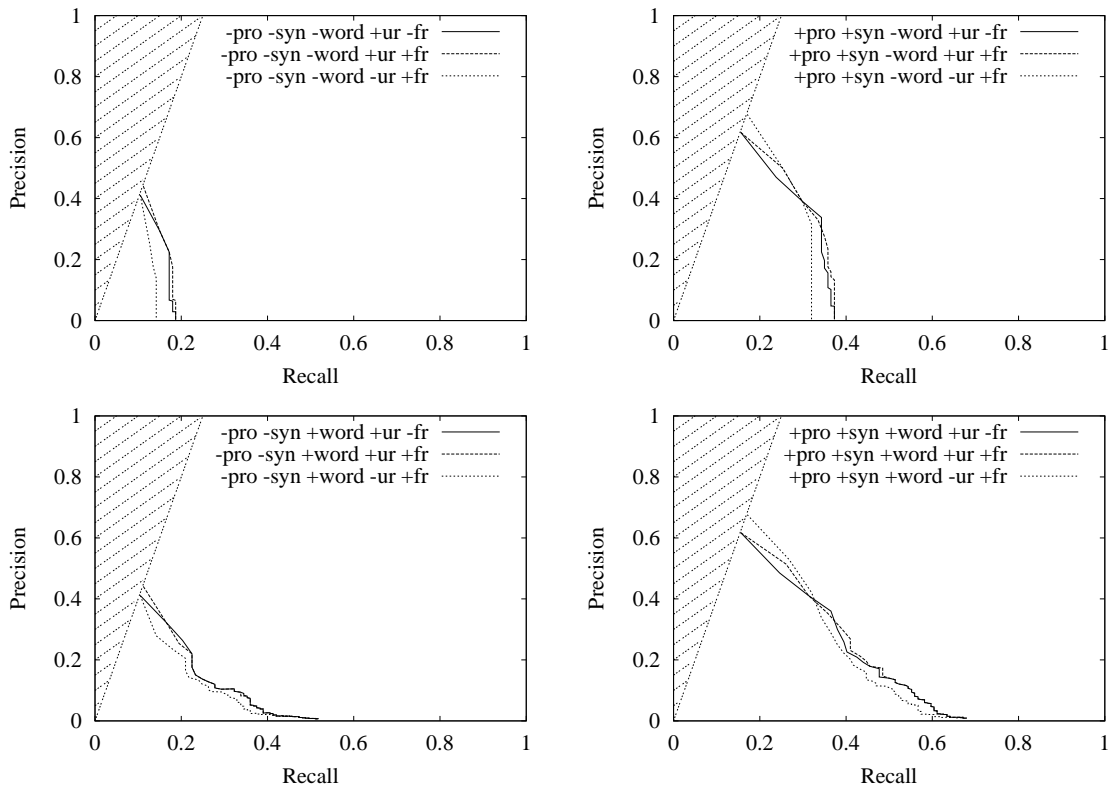 -pro -syn -word +ur -fr
-pro -syn -word +ur +fr
-pro -syn -word -ur +fr
1
0.8
0.6
0.4
0.2
0
Precision
0 0.2 0.4 0.6 0.8 1
Recall
+pro +syn -word +ur -fr
+pro +syn -word +ur +fr
+pro +syn -word -ur +fr
1
0.8
0.6
0.4
0.2
0
Precision
0 0.2 0.4 0.6 0.8 1
Recall
-pro -syn +word +ur -fr
-pro -syn +word +ur +fr
-pro -syn +word -ur +fr
1
0.8
0.6
0.4
0.2
0
Precision
0 0.2 0.4 0.6 0.8 1
Recall
+pro +syn +word +ur -fr
+pro +syn +word +ur +fr
+pro +syn +word -ur +fr
1
0.8
0.6
0.4
0.2
0
Precision
0 0.2 0.4 0.6 0.8 1
Recall